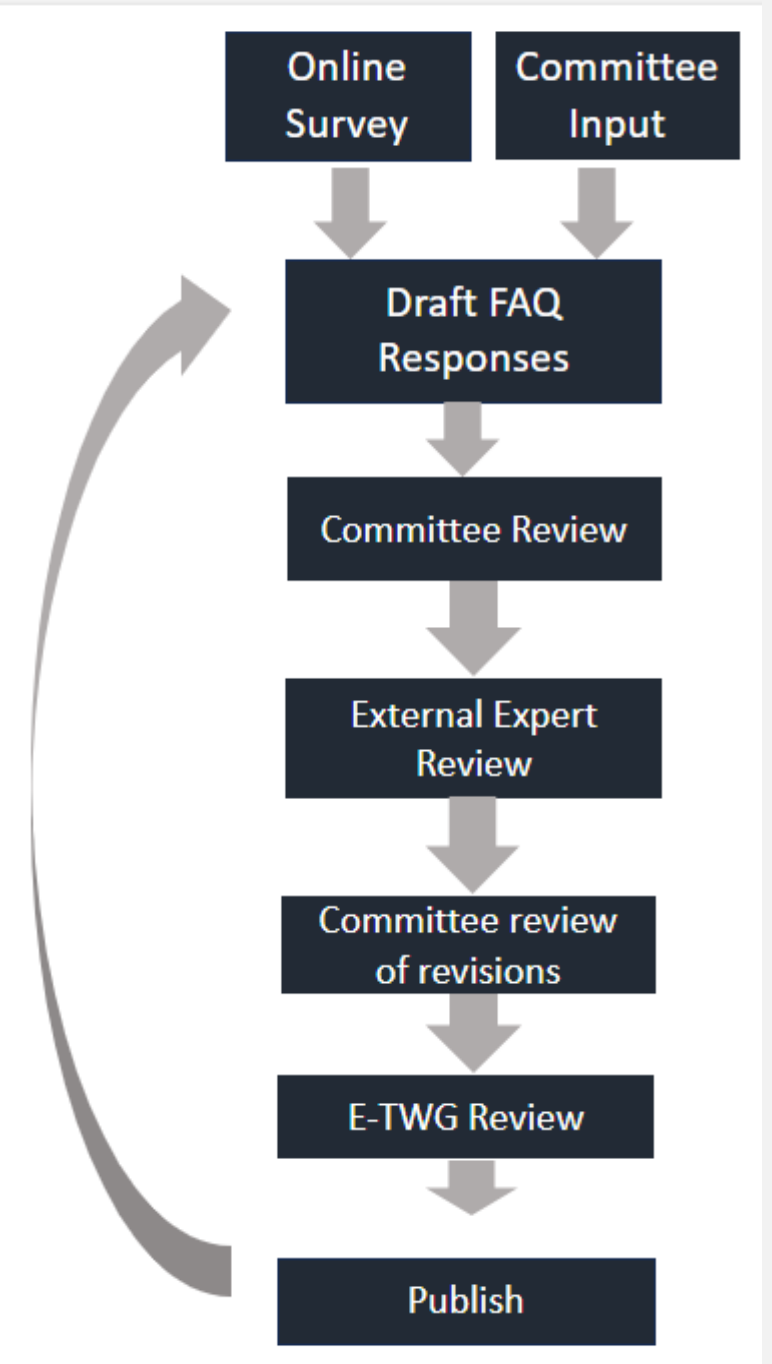 Online
Survey
Committee
Input
Draft FAQ
Responses
Committee Review
External Expert
Review
Committee review
of revisions
E-TWG Review
Publish